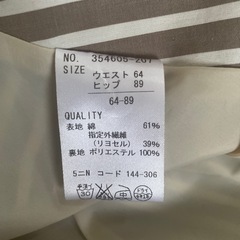 NO. 354605-201
SIZE
ウエスト 64
ヒップ 89
64-89
QUALITY
表地 綿 61%
指定外繊維
(リヨセル) 39%
裏地 ポリエステル 100%
5ニN コード 144-306